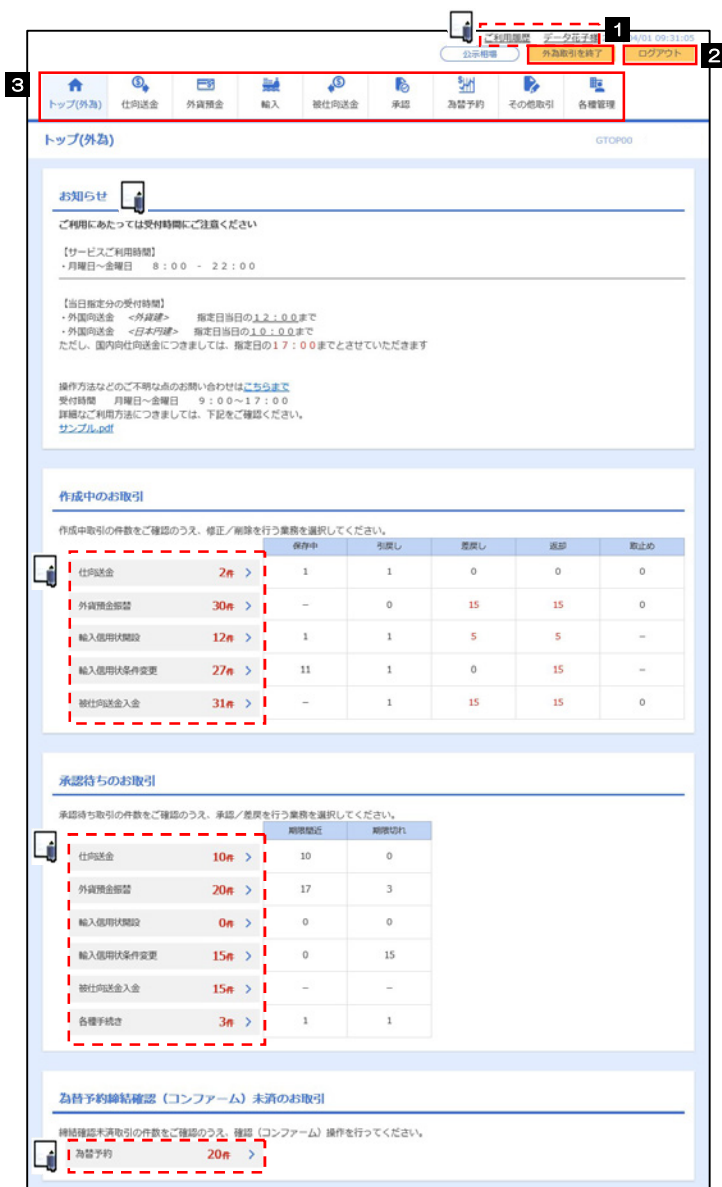 1
ご利用履歴 データ花子様 04/01 09:31:05
公示相場 外為取引を終了 ログアウト 2
3
トップ(外為) 仕向送金 外貨預金 輸入 被仕向送金 承認 為替予約 その他取引 各種管理
トップ(外為) GTOP00
お知らせ
ご利用にあたっては受付時間にご注意ください
【サービスご利用時間】
・月曜日～金曜日 8：00 - 22：00
【当日指定分の受付時間】
・外国向送金 <外貨建> 指定日当日の12：00まで
・外国向送金 <日本円建> 指定日当日の10：00まで
ただし、国内向仕向送金につきましては、指定日の17：00までとさせていただきます
操作方法などのご不明な点のお問い合わせはこちらまで
受付時間 月曜日～金曜日 9：00～17：00
詳細なご利用方法につきましては、下記をご確認ください。
サンプル.pdf
作成中のお取引
作成中取引の件数をご確認のうえ、修正／削除を行う業務を選択してください。
保存中 引戻し 差戻し 返却 取止め
仕向送金 2件 > 1 1 0 0 0
外貨預金振替 30件 > － 0 15 15 0
輸入信用状開設 12件 > 1 1 5 5 －
輸入信用状条件変更 27件 > 11 1 0 15 －
被仕向送金入金 31件 > － 1 15 15 0
承認待ちのお取引
承認待ち取引の件数をご確認のうえ、承認／差戻を行う業務を選択してください。
期限間近 期限切れ
仕向送金 10件 > 10 0
外貨預金振替 20件 > 17 3
輸入信用状開設 0件 > 0 0
輸入信用状条件変更 15件 > 0 15
被仕向送金入金 15件 > － －
各種手続き 3件 > 1 1
為替予約締結確認（コンファーム）未済のお取引
締結確認未済取引の件数をご確認のうえ、確認（コンファーム）操作を行ってください。
為替予約 20件 >